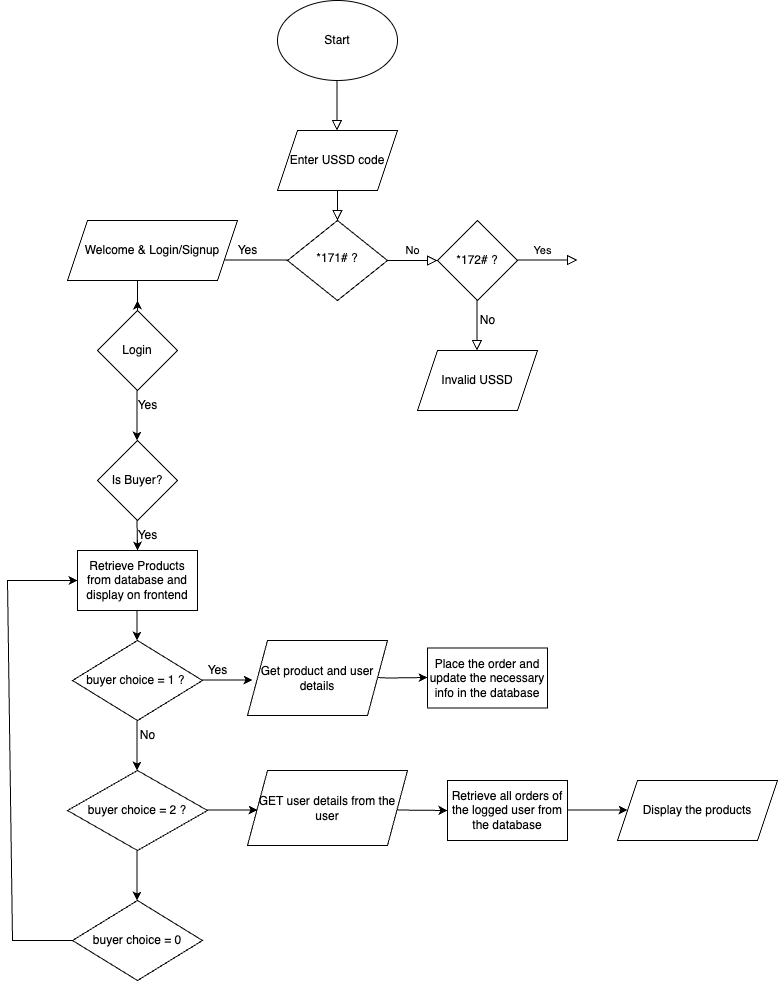 Start
Enter USSD code
Welcome & Login/Signup
Yes
*171# ?
No
*172# ?
Yes
No
Login
Invalid USSD
Yes
Is Buyer?
Yes
Retrieve Products
from database and
display on frontend
buyer choice = 1 ?
Yes
Get product and user
details
Place the order and
update the necessary
info in the database
No
buyer choice = 2 ?
GET user details from the
user
Retrieve all orders of
the logged user from
the database
Display the products
buyer choice = 0